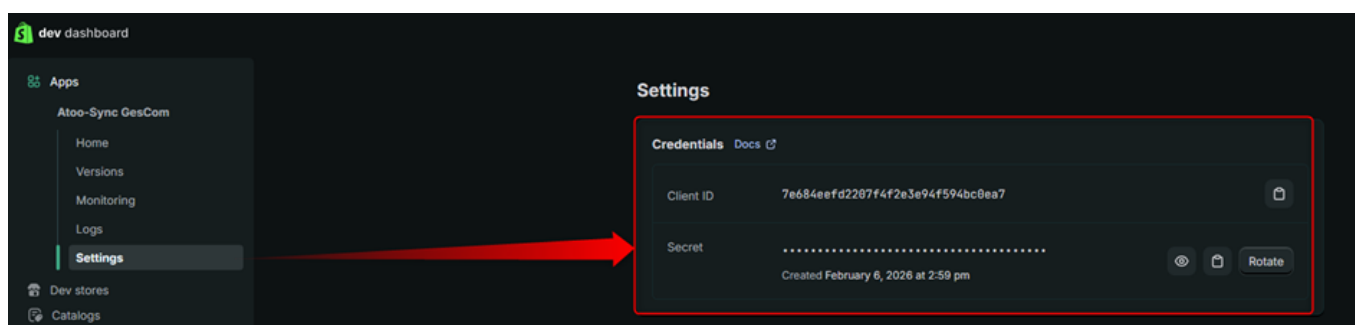 dev dashboard
Apps
Atoo-Sync GesCom
Home
Versions
Monitoring
Logs
Settings
Dev stores
Catalogs
Settings
Credentials Docs
Client ID 7e684eefd2207f4f2e3e94f594bc0ea7
Secret ••••••••••••••••••••••••••••••••••••••
Created February 6, 2026 at 2:59 pm
Rotate